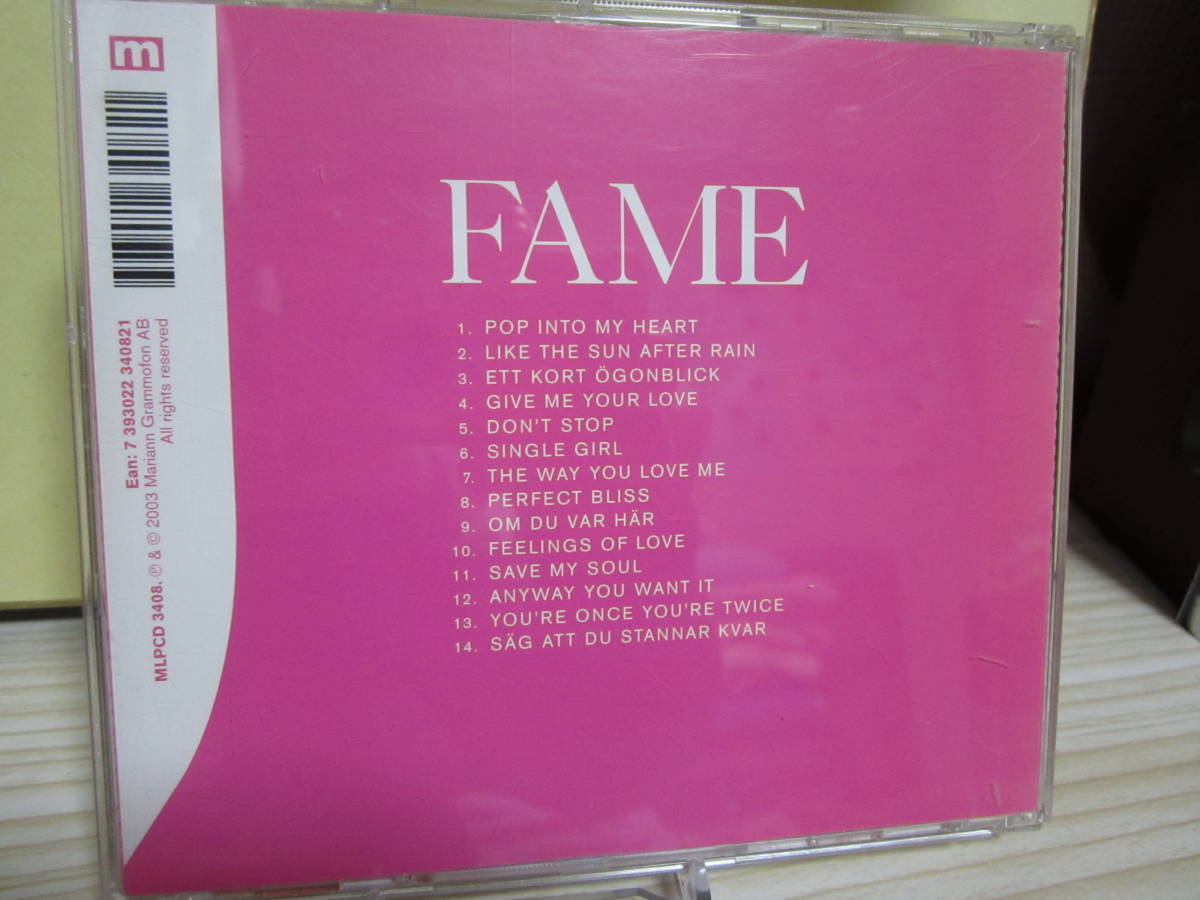 m
FAME
1. POP INTO MY HEART
2. LIKE THE SUN AFTER RAIN
3. ETT KORT ÖGONBLICK
4. GIVE ME YOUR LOVE
5. DON'T STOP
6. SINGLE GIRL
7. THE WAY YOU LOVE ME
8. PERFECT BLISS
9. OM DU VAR HÄR
10. FEELINGS OF LOVE
11. SAVE MY SOUL
12. ANYWAY YOU WANT IT
13. YOU'RE ONCE YOU'RE TWICE
14. SÄG ATT DU STANNAR KVAR
Ean: 7 393022 340821
MLPCD 3408. ℗ & © 2003 Mariann Grammofon AB
All rights reserved